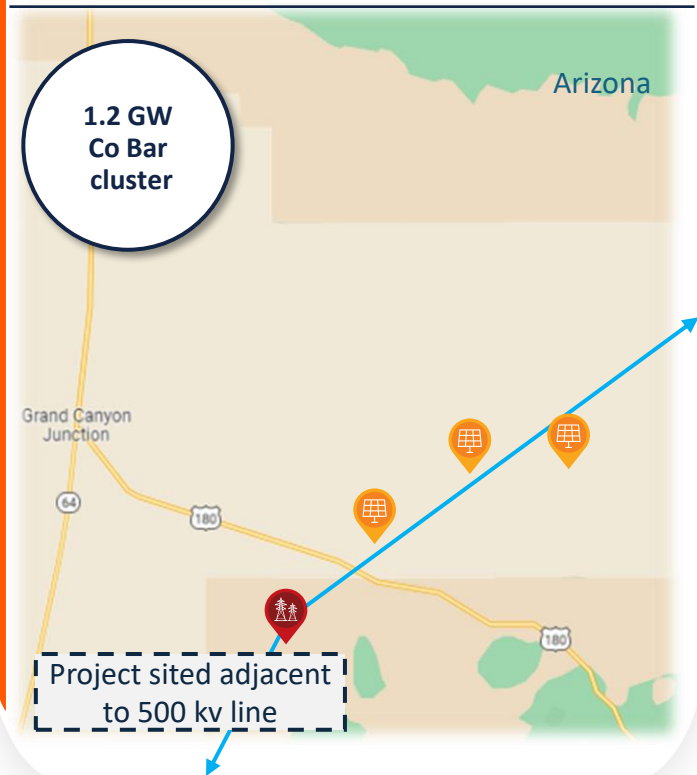 Arizona
1.2 GW
Co Bar
cluster
Grand Canyon
Junction
64
180
180
Project sited adjacent
to 500 kv line